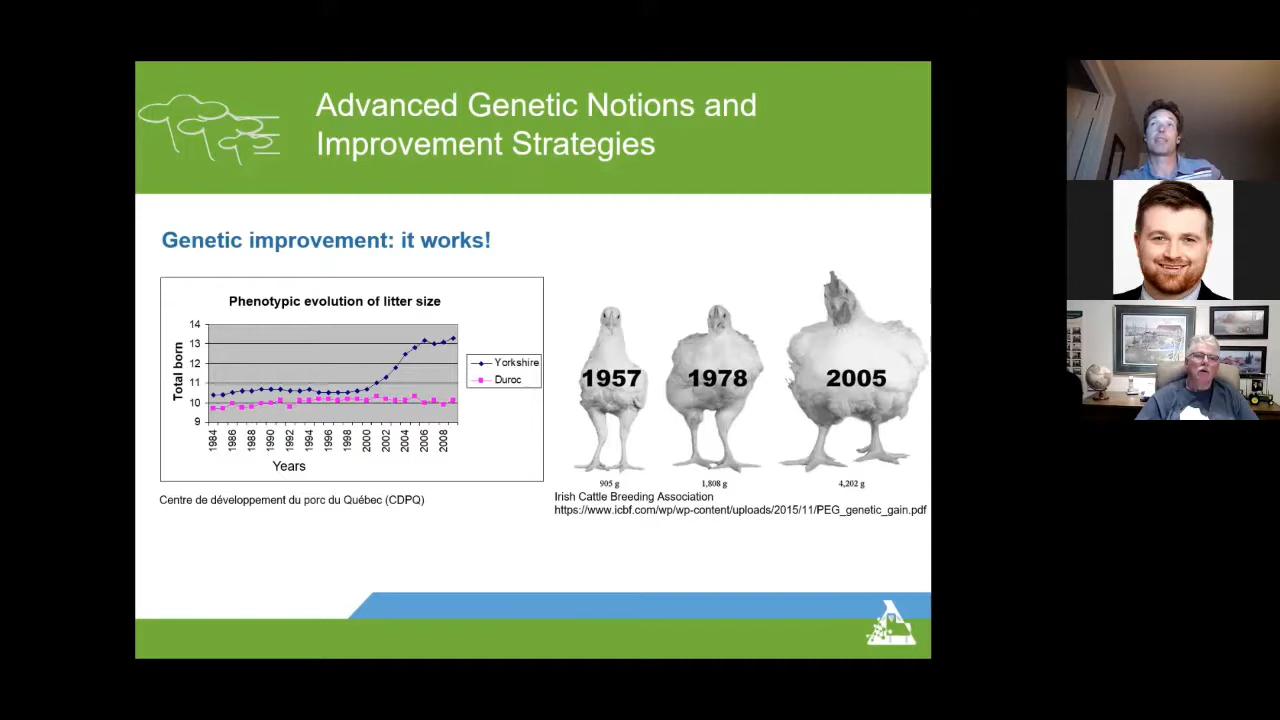 Advanced Genetic Notions and
Improvement Strategies
Genetic improvement: it works!
Phenotypic evolution of litter size
Total born
14
13
12
11
10
9
1984
1986
1988
1990
1992
1994
1996
1998
2000
2002
2004
2006
2008
Years
Yorkshire
Duroc
Centre de développement du porc du Québec (CDPQ)
1957
1978
2005
905 g
1,808 g
4,202 g
Irish Cattle Breeding Association
https://www.icbf.com/wp/wp-content/uploads/2015/11/PEG_genetic_gain.pdf